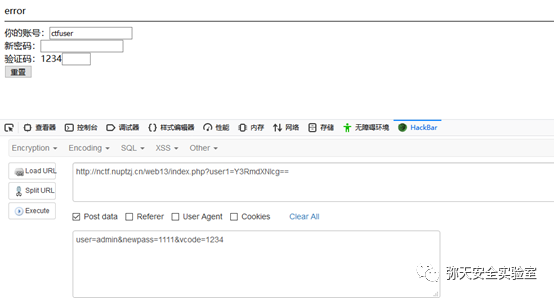 error
你的账号：ctfuser
新密码：
验证码：1234
重置
查看器 控制台 调试器 样式编辑器 性能 内存 网络 存储 无障碍环境 HackBar
Encryption Encoding SQL XSS Other
Load URL
Split URL
Execute
http://nctf.nuptzj.cn/web13/index.php?user1=Y3RmdXNlcg==
Post data Referer User Agent Cookies Clear All
user=admin&newpass=1111&vcode=1234
弥天安全实验室